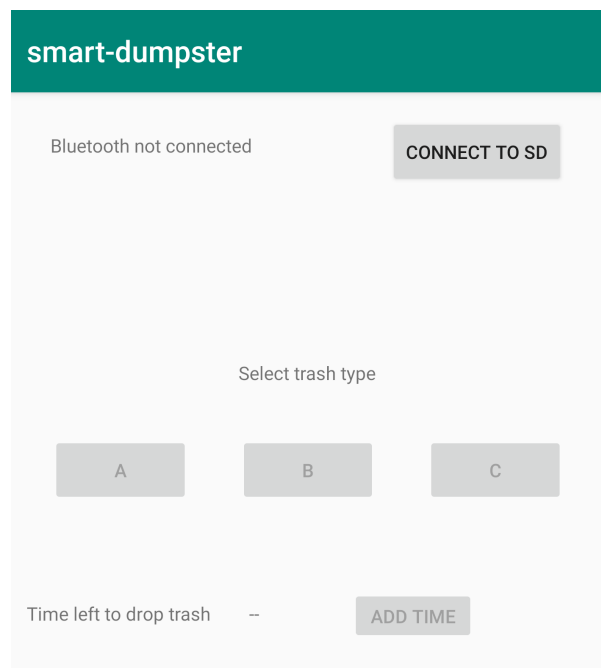 smart-dumpster
Bluetooth not connected
CONNECT TO SD
Select trash type
A B C
Time left to drop trash -- ADD TIME